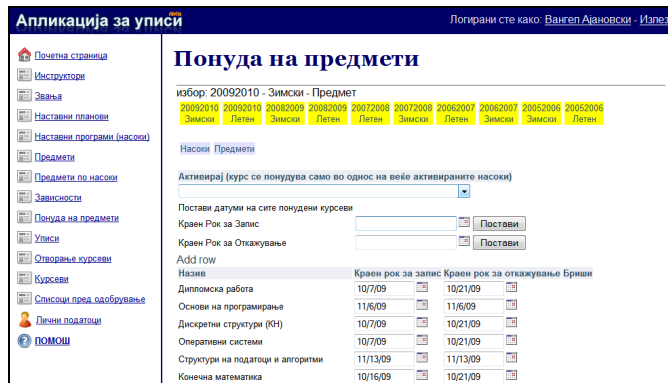 Апликација за уписи
Логирани сте како: Вангел Ајановски - Излез
Почетна страница
Инструктори
Звања
Наставни планови
Наставни програми (насоки)
Предмети
Предмети по насоки
Зависности
Понуда на предмети
Уписи
Отворање курсеви
Курсеви
Списоци пред одобрување
Лични податоци
ПОМОШ
Понуда на предмети
избор: 20092010 - Зимски - Предмет
20092010 20092010 20082009 20082009 20072008 20072008 20062007 20062007 20052006 20052006
Зимски Летен Зимски Летен Зимски Летен Зимски Летен Зимски Летен
Насоки Предмети
Активирај (курс се понудува само во однос на веќе активираните насоки)
Постави датуми на сите понудени курсеви
Краен Рок за Запис Постави
Краен Рок за Откажување Постави
Add row
Назив Краен рок за запис Краен рок за откажување Бриши
Дипломска работа 10/7/09 10/21/09
Основи на програмирање 11/6/09 11/6/09
Дискретни структури (КН) 10/7/09 10/21/09
Оперативни системи 10/7/09 10/21/09
Структури на податоци и алгоритми 11/13/09 11/13/09
Конечна математика 10/16/09 10/21/09